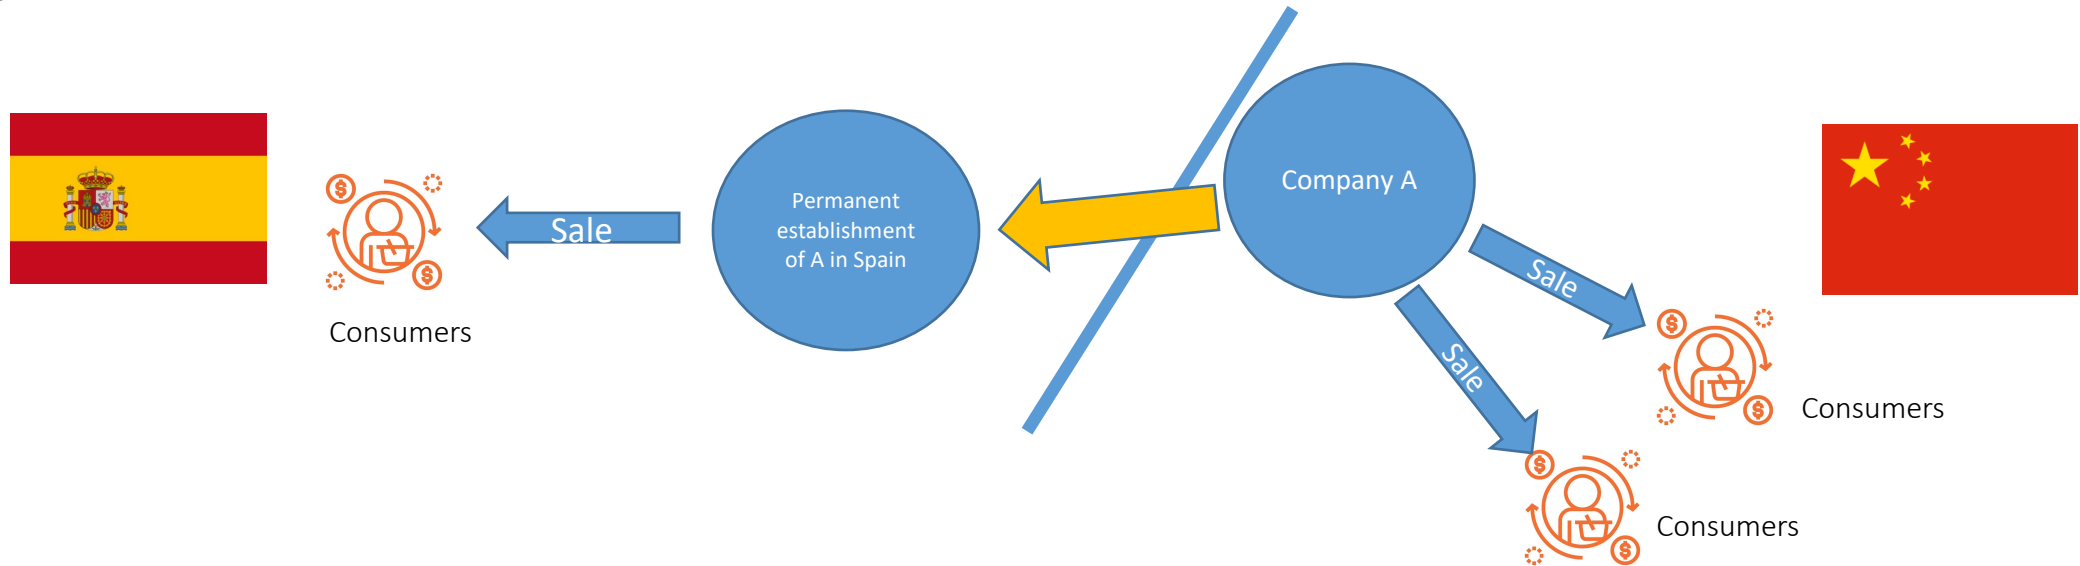 Sale
Consumers
Permanent
establishment
of A in Spain
Company A
Sale
Sale
Consumers
Consumers